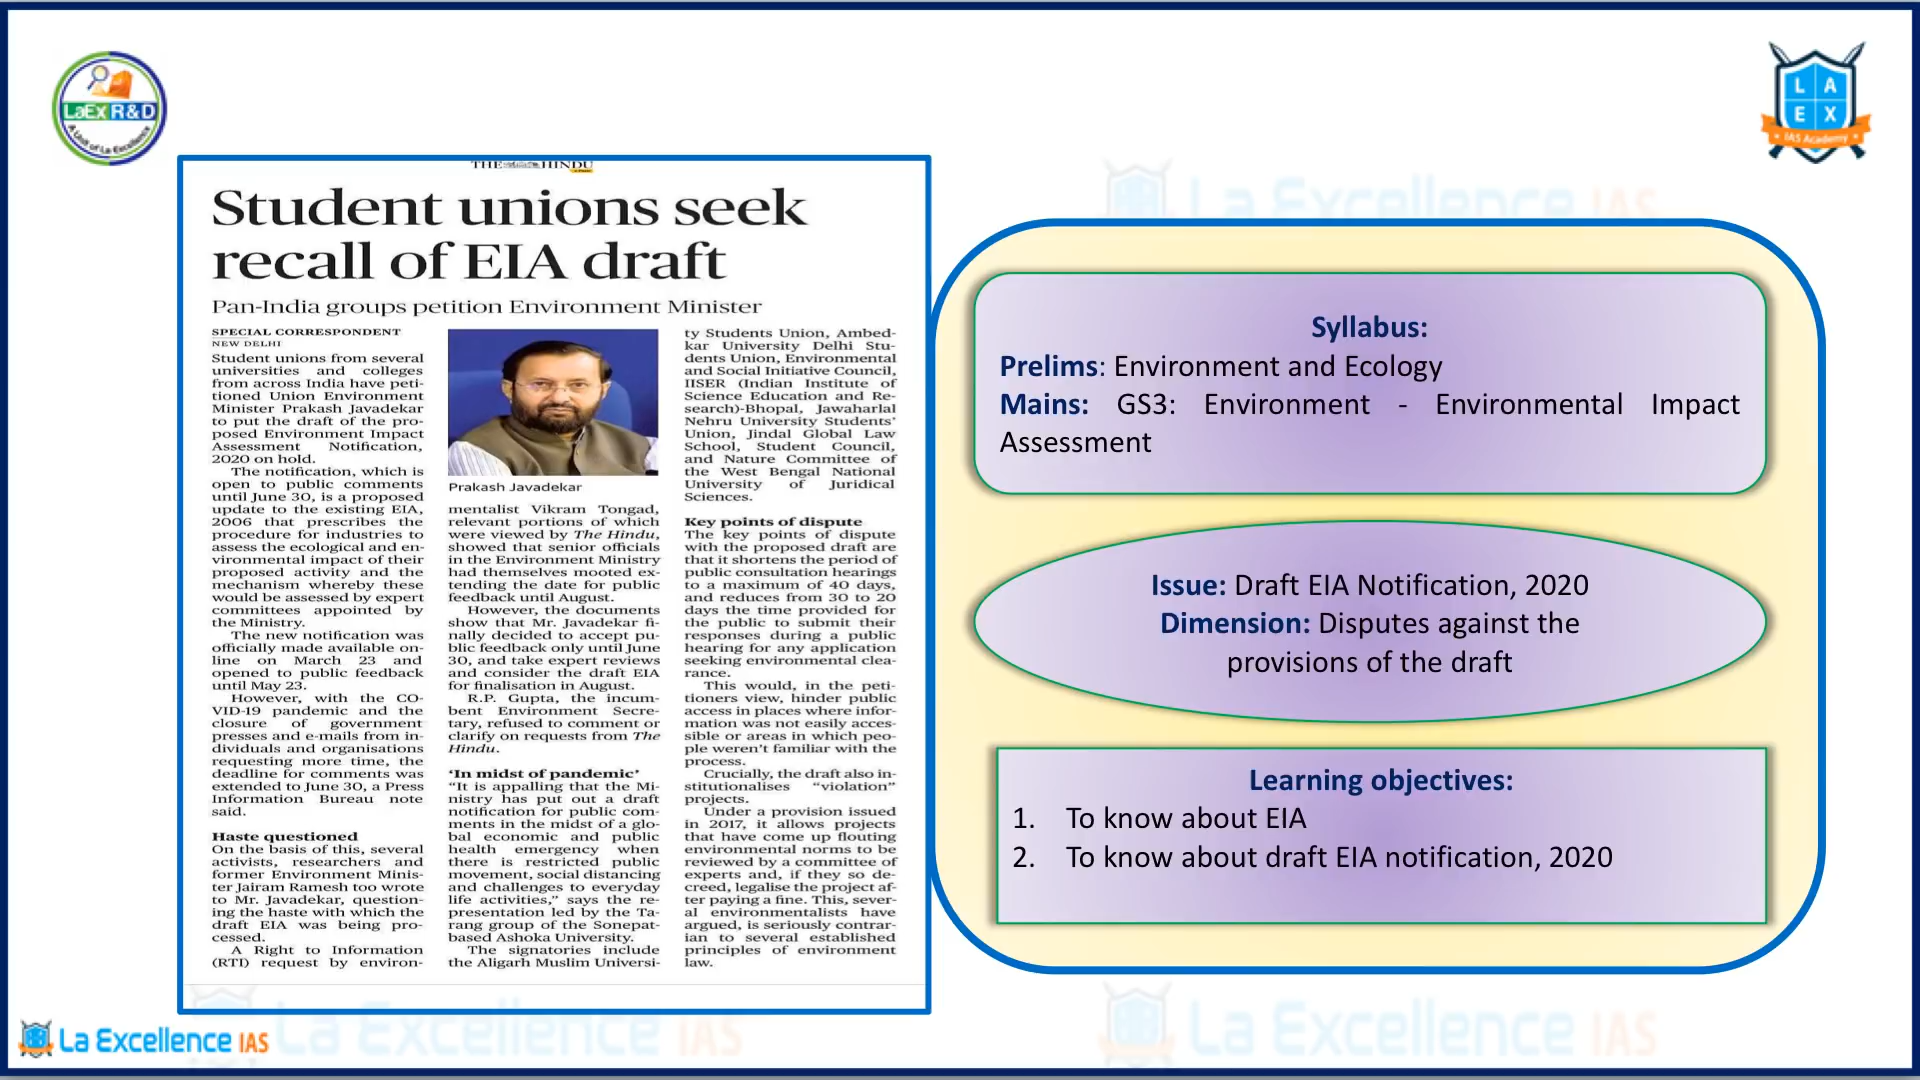 LaEx R&D
A Unit of La Excellence
L A
E X
IAS Academy
THE HINDU
Student unions seek
recall of EIA draft
Pan-India groups petition Environment Minister
SPECIAL CORRESPONDENT
NEW DELHI
Student unions from several
universities and colleges
from across India have peti-
tioned Union Environment
Minister Prakash Javadekar
to put the draft of the pro-
posed Environment Impact
Assessment Notification,
2020 on hold.
The notification, which is
open to public comments
until June 30, is a proposed
update to the existing EIA,
2006 that prescribes the
procedure for industries to
assess the ecological and en-
vironmental impact of their
proposed activity and the
mechanism whereby these
would be assessed by expert
committees appointed by
the Ministry.
The new notification was
officially made available on-
line on March 23 and
opened to public feedback
until May 23.
However, with the CO-
VID-19 pandemic and the
closure of government
presses and e-mails from in-
dividuals and organisations
requesting more time, the
deadline for comments was
extended to June 30, a Press
Information Bureau note
said.
Haste questioned
On the basis of this, several
activists, researchers and
former Environment Minis-
ter Jairam Ramesh too wrote
to Mr. Javadekar, question-
ing the haste with which the
draft EIA was being pro-
cessed.
A Right to Information
(RTI) request by environ-
Prakash Javadekar
mentalist Vikram Tongad,
relevant portions of which
were viewed by The Hindu,
showed that senior officials
in the Environment Ministry
had themselves mooted ex-
tending the date for public
feedback until August.
However, the documents
show that Mr. Javadekar fi-
nally decided to accept pu-
blic feedback only until June
30, and take expert reviews
and consider the draft EIA
for finalisation in August.
R.P. Gupta, the incum-
bent Environment Secre-
tary, refused to comment or
clarify on requests from The
Hindu.
‘In midst of pandemic’
“It is appalling that the Mi-
nistry has put out a draft
notification for public com-
ments in the midst of a glo-
bal economic and public
health emergency when
there is restricted public
movement, social distancing
and challenges to everyday
life activities,” says the re-
presentation led by the Ta-
rang group of the Sonepat-
based Ashoka University.
The signatories include
the Aligarh Muslim Universi-
ty Students Union, Ambed-
kar University Delhi Stu-
dents Union, Environmental
and Social Initiative Council,
IISER (Indian Institute of
Science Education and Re-
search)-Bhopal, Jawaharlal
Nehru University Students’
Union, Jindal Global Law
School, Student Council,
and Nature Committee of
the West Bengal National
University of Juridical
Sciences.
Key points of dispute
The key points of dispute
with the proposed draft are
that it shortens the period of
public consultation hearings
to a maximum of 40 days,
and reduces from 30 to 20
days the time provided for
the public to submit their
responses during a public
hearing for any application
seeking environmental clea-
rance.
This would, in the peti-
tioners view, hinder public
access in places where infor-
mation was not easily acces-
sible or areas in which peo-
ple weren’t familiar with the
process.
Crucially, the draft also in-
stitutionalises “violation”
projects.
Under a provision issued
in 2017, it allows projects
that have come up flouting
environmental norms to be
reviewed by a committee of
experts and, if they so de-
creed, legalise the project af-
ter paying a fine. This, sever-
al environmentalists have
argued, is seriously contrar-
ian to several established
principles of environment
law.
La Excellence IAS
Syllabus:
Prelims: Environment and Ecology
Mains: GS3: Environment - Environmental Impact
Assessment
Issue: Draft EIA Notification, 2020
Dimension: Disputes against the
provisions of the draft
Learning objectives:
1. To know about EIA
2. To know about draft EIA notification, 2020
La Excellence IAS
La Excellence IAS
La Excellence IAS